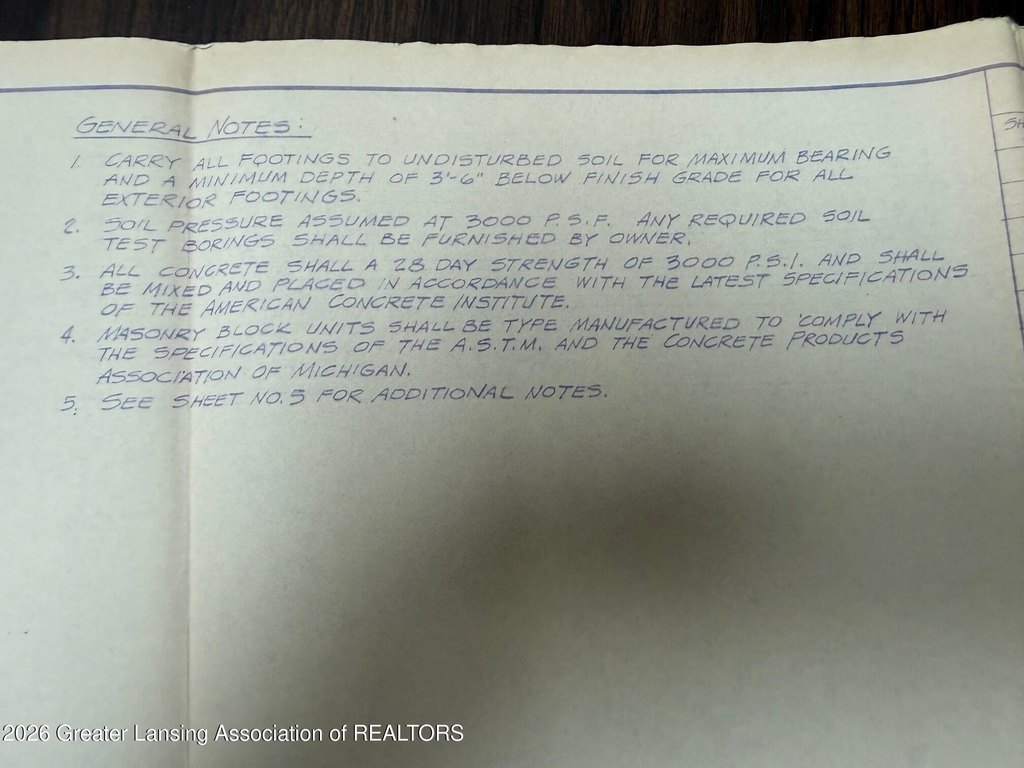 GENERAL NOTES:
1. CARRY ALL FOOTINGS TO UNDISTURBED SOIL FOR MAXIMUM BEARING
AND A MINIMUM DEPTH OF 3'-6" BELOW FINISH GRADE FOR ALL
EXTERIOR FOOTINGS.
2. SOIL PRESSURE ASSUMED AT 3000 P.S.F. ANY REQUIRED SOIL
TEST BORINGS SHALL BE FURNISHED BY OWNER.
3. ALL CONCRETE SHALL A 28 DAY STRENGTH OF 3000 P.S.I. AND SHALL
BE MIXED AND PLACED IN ACCORDANCE WITH THE LATEST SPECIFICATIONS
OF THE AMERICAN CONCRETE INSTITUTE.
4. MASONRY BLOCK UNITS SHALL BE TYPE MANUFACTURED TO COMPLY WITH
THE SPECIFICATIONS OF THE A.S.T.M. AND THE CONCRETE PRODUCTS
ASSOCIATION OF MICHIGAN.
5. SEE SHEET NO. 5 FOR ADDITIONAL NOTES.
SH
2026 Greater Lansing Association of REALTORS